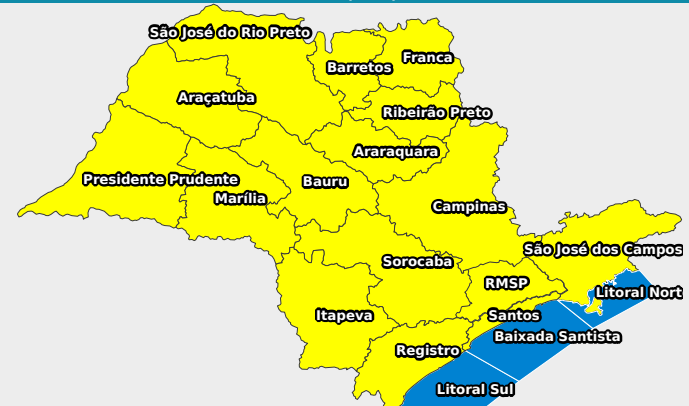 São José do Rio Preto
Franca
Barretos
Araçatuba
Ribeirão Preto
Araraquara
Presidente Prudente
Bauru
Marília
Campinas
São José dos Campos
Sorocaba
RMSP
Litoral Nort
Itapeva
Santos
Baixada Santista
Registro
Litoral Sul